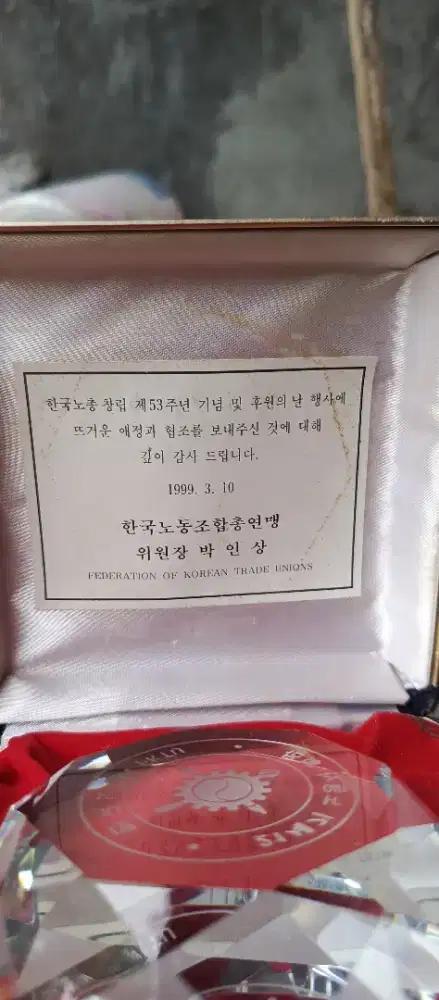 한국노총 창립 제53주년 기념 및 후원의 난 행사에
뜨거운 애정과 협조를 보내주신 것에 대해
깊이 감사 드립니다.
1999. 3. 10
한국노동조합총연맹
위원장 박 인 상
FEDERATION OF KOREAN TRADE UNIONS